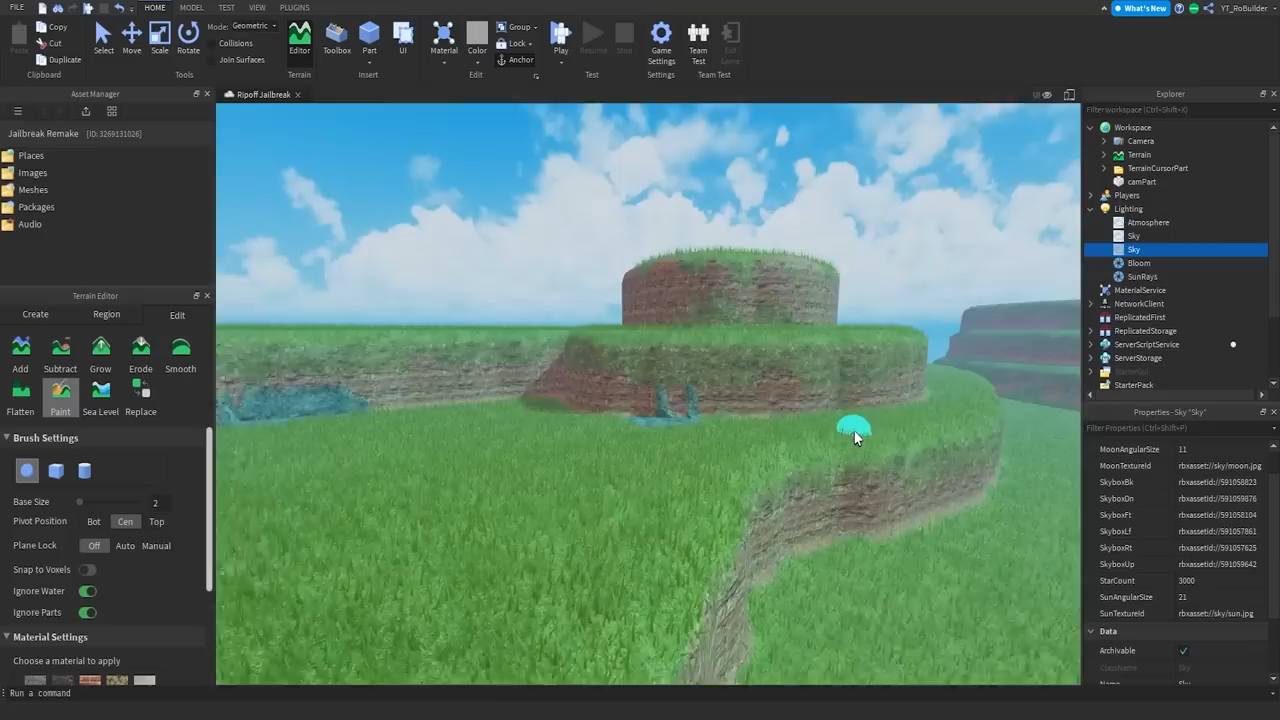 FILE
HOME
MODEL
TEST
VIEW
PLUGINS
What's New
YT_RoBuilder
Paste
Copy
Cut
Duplicate
Clipboard
Select
Move
Scale
Rotate
Mode: Geometric
Collisions
Join Surfaces
Tools
Editor
Terrain
Toolbox
Part
UI
Insert
Material
Color
Group
Lock
Anchor
Edit
Play
Resume
Stop
Test
Game Settings
Settings
Team Test
Exit Game
Team Test
Asset Manager
Jailbreak Remake [ID: 3269131026]
Places
Images
Meshes
Packages
Audio
Terrain Editor
Create
Region
Edit
Add
Subtract
Grow
Erode
Smooth
Flatten
Paint
Sea Level
Replace
Brush Settings
Base Size 2
Pivot Position Bot Cen Top
Plane Lock Off Auto Manual
Snap to Voxels
Ignore Water
Ignore Parts
Material Settings
Choose a material to apply
Run a command
Ripoff Jailbreak
UI
Explorer
Filter workspace (Ctrl+Shift+X)
Workspace
Camera
Terrain
TerrainCursorPart
camPart
Players
Lighting
Atmosphere
Sky
Sky
Bloom
SunRays
MaterialService
NetworkClient
ReplicatedFirst
ReplicatedStorage
ServerScriptService
ServerStorage
StarterGui
StarterPack
Properties - Sky "Sky"
Filter Properties (Ctrl+Shift+P)
MoonAngularSize 11
MoonTextureId rbxasset://sky/moon.jpg
SkyboxBk rbxassetid://591058823
SkyboxDn rbxassetid://591059876
SkyboxFt rbxassetid://591058104
SkyboxLf rbxassetid://591057861
SkyboxRt rbxassetid://591057625
SkyboxUp rbxassetid://591059642
StarCount 3000
SunAngularSize 21
SunTextureId rbxasset://sky/sun.jpg
Data
Archivable
ClassName Sky